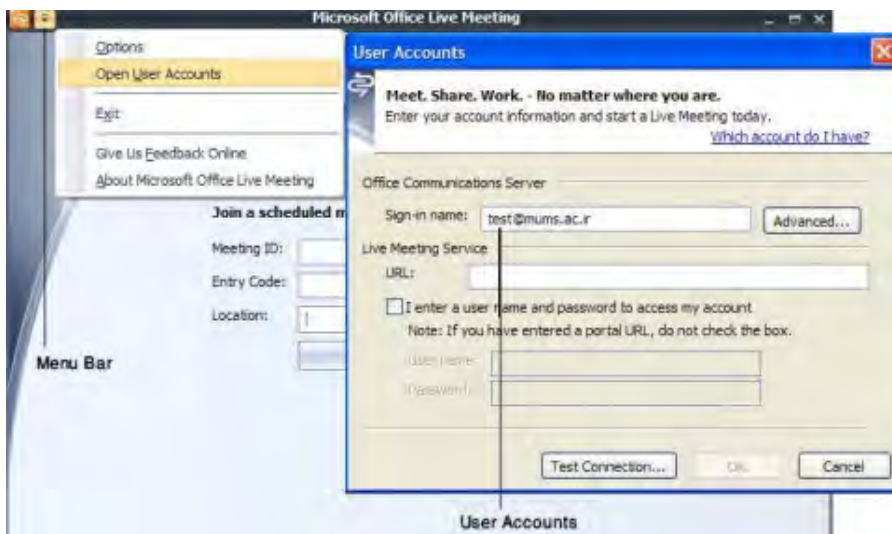 Microsoft Office Live Meeting
Options
Open User Accounts
Exit
Give Us Feedback Online
About Microsoft Office Live Meeting
Join a scheduled m
Meeting ID:
Entry Code:
Location:
Menu Bar
User Accounts
Meet. Share. Work. - No matter where you are.
Enter your account information and start a Live Meeting today.
Which account do I have?
Office Communications Server
Sign-in name: test@mums.ac.ir Advanced...
Live Meeting Service
URL:
I enter a user name and password to access my account
Note: If you have entered a portal URL, do not check the box.
User name:
Password:
Test Connection... OK Cancel
User Accounts